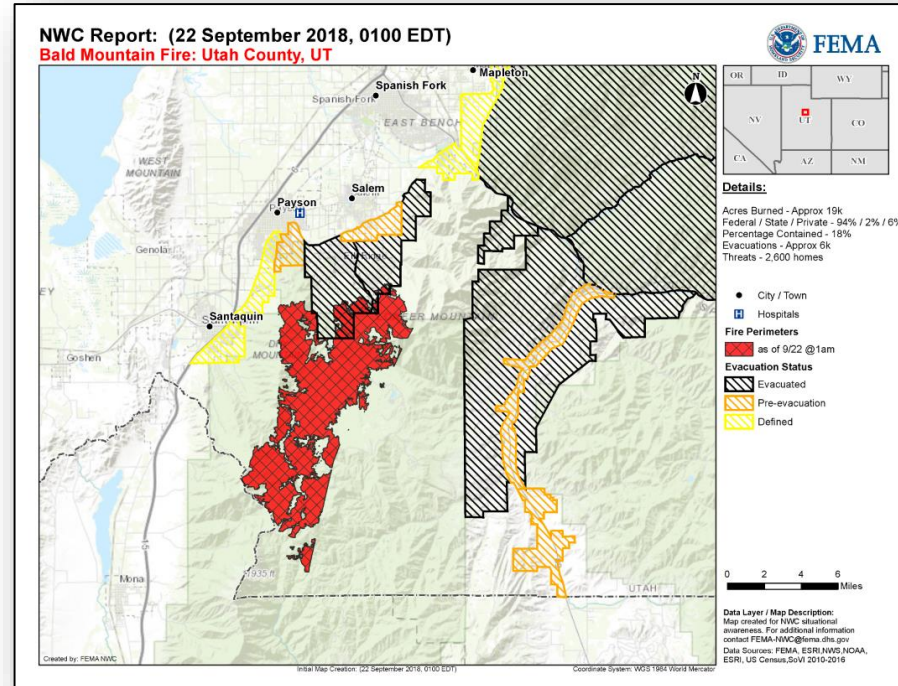 NWC Report: (22 September 2018, 0100 EDT)
Bald Mountain Fire: Utah County, UT
FEMA
Mapleton
Spanish Fork
Spanish Fork
EAST BENCH
N
WEST
MOUNTAIN
Salem
Payson
H
Genola
Santaquin
Goshen
Mona
15
UTAH
OR
ID
WY
NV
UT
CO
CA
AZ
NM
Details:
Acres Burned - Approx 19k
Federal / State / Private - 94% / 2% / 6%
Percentage Contained - 18%
Evacuations - Approx 6k
Threats - 2,600 homes
City / Town
H Hospitals
Fire Perimeters
as of 9/22 @1am
Evacuation Status
Evacuated
Pre-evacuation
Defined
0 2 4 6
Miles
Data Layer / Map Description:
Map created for NWC situational
awareness. For additional information
contact FEMA-NWC@fema.dhs.gov
Data Sources: FEMA, ESRI,NWS,NOAA,
ESRI, US Census,SoVI 2010-2016
Created by: FEMA NWC
Initial Map Creation: (22 September 2018, 0100 EDT)
Coordinate System: WGS 1984 World Mercator